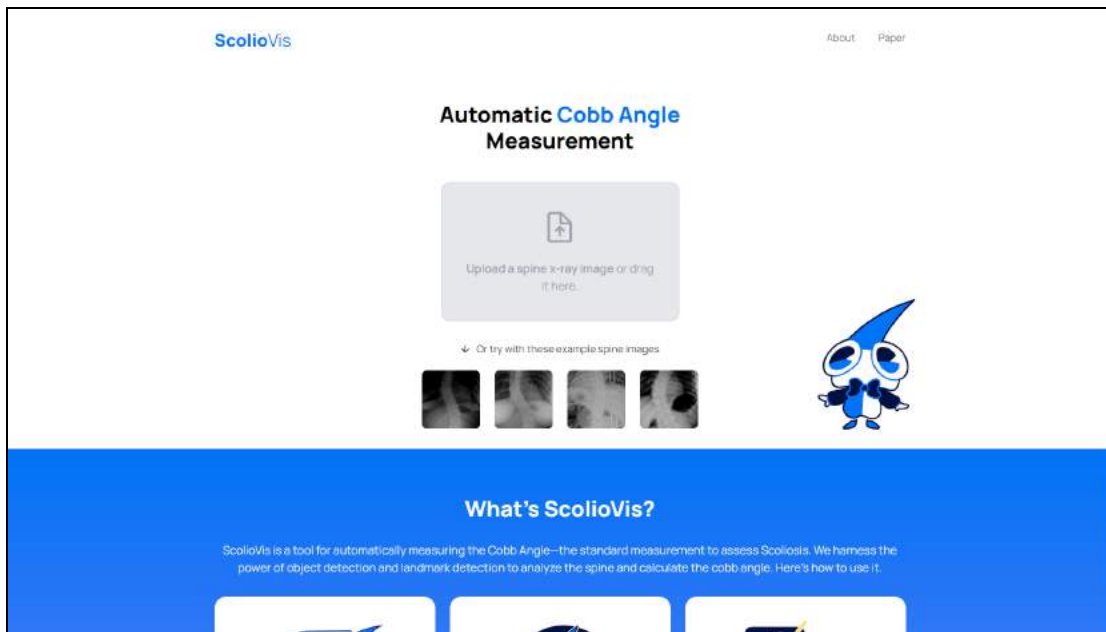 ScolioVis
About Paper
Automatic Cobb Angle
Measurement
Upload a spine x-ray image or drag
it here.
Or try with these example spine images
What's ScolioVis?
ScolioVis is a tool for automatically measuring the Cobb Angle—the standard measurement to assess Scoliosis. We harness the
power of object detection and landmark detection to analyze the spine and calculate the cobb angle. Here's how to use it.